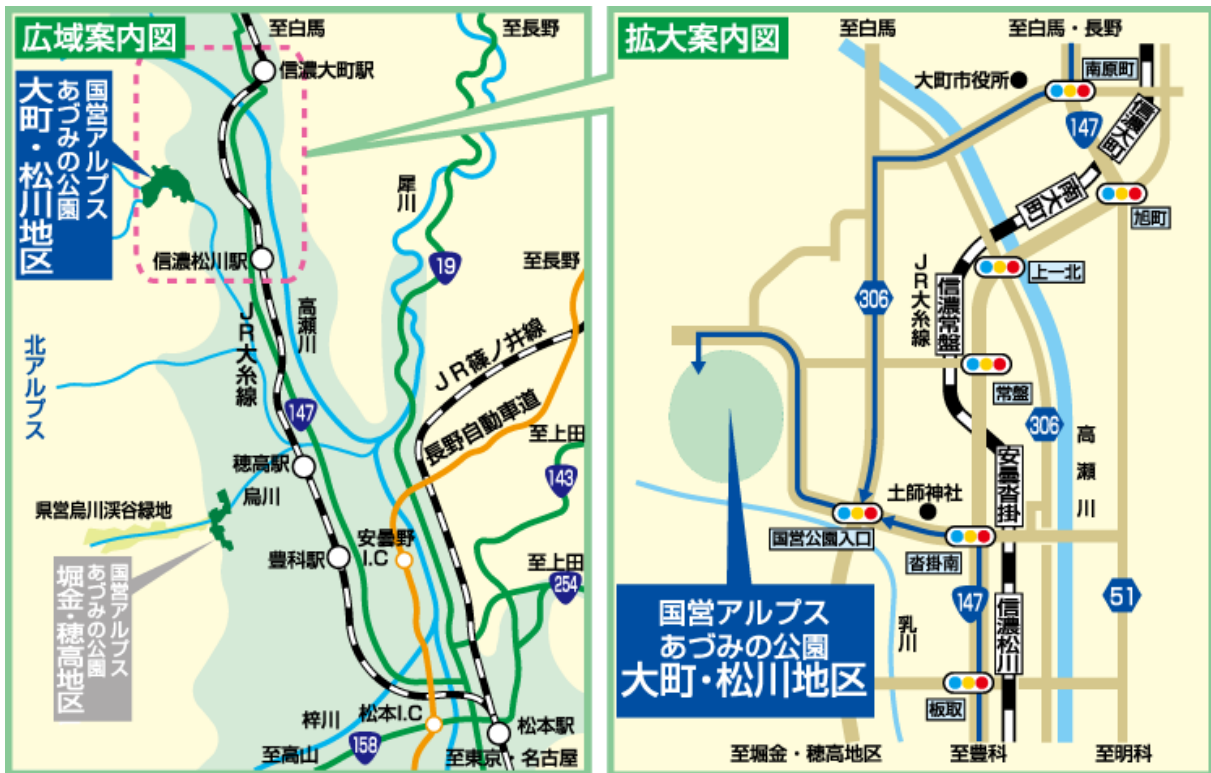 広域案内図
至白馬
至長野
信濃大町駅
国営アルプス
あづみの公園
大町・松川地区
犀川
19
至長野
信濃松川駅
高瀬川
JR大糸線
北アルプス
JR篠ノ井線
長野自動車道
147
至上田
143
穂高駅
烏川
県営烏川渓谷緑地
安曇野
I.C
豊科駅
至上田
254
国営アルプス
あづみの公園
堀金・穂高地区
梓川
松本I.C
松本駅
至高山
158
至東京・名古屋
拡大案内図
至白馬
至白馬・長野
大町市役所
南原町
147
信濃大町
南大町
旭町
上一北
306
JR大糸線
信濃常盤
常盤
306
高瀬川
安曇沓掛
土師神社
国営公園入口
沓掛南
国営アルプス
あづみの公園
大町・松川地区
147
51
信濃松川
乳川
板取
至堀金・穂高地区
至豊科
至明科